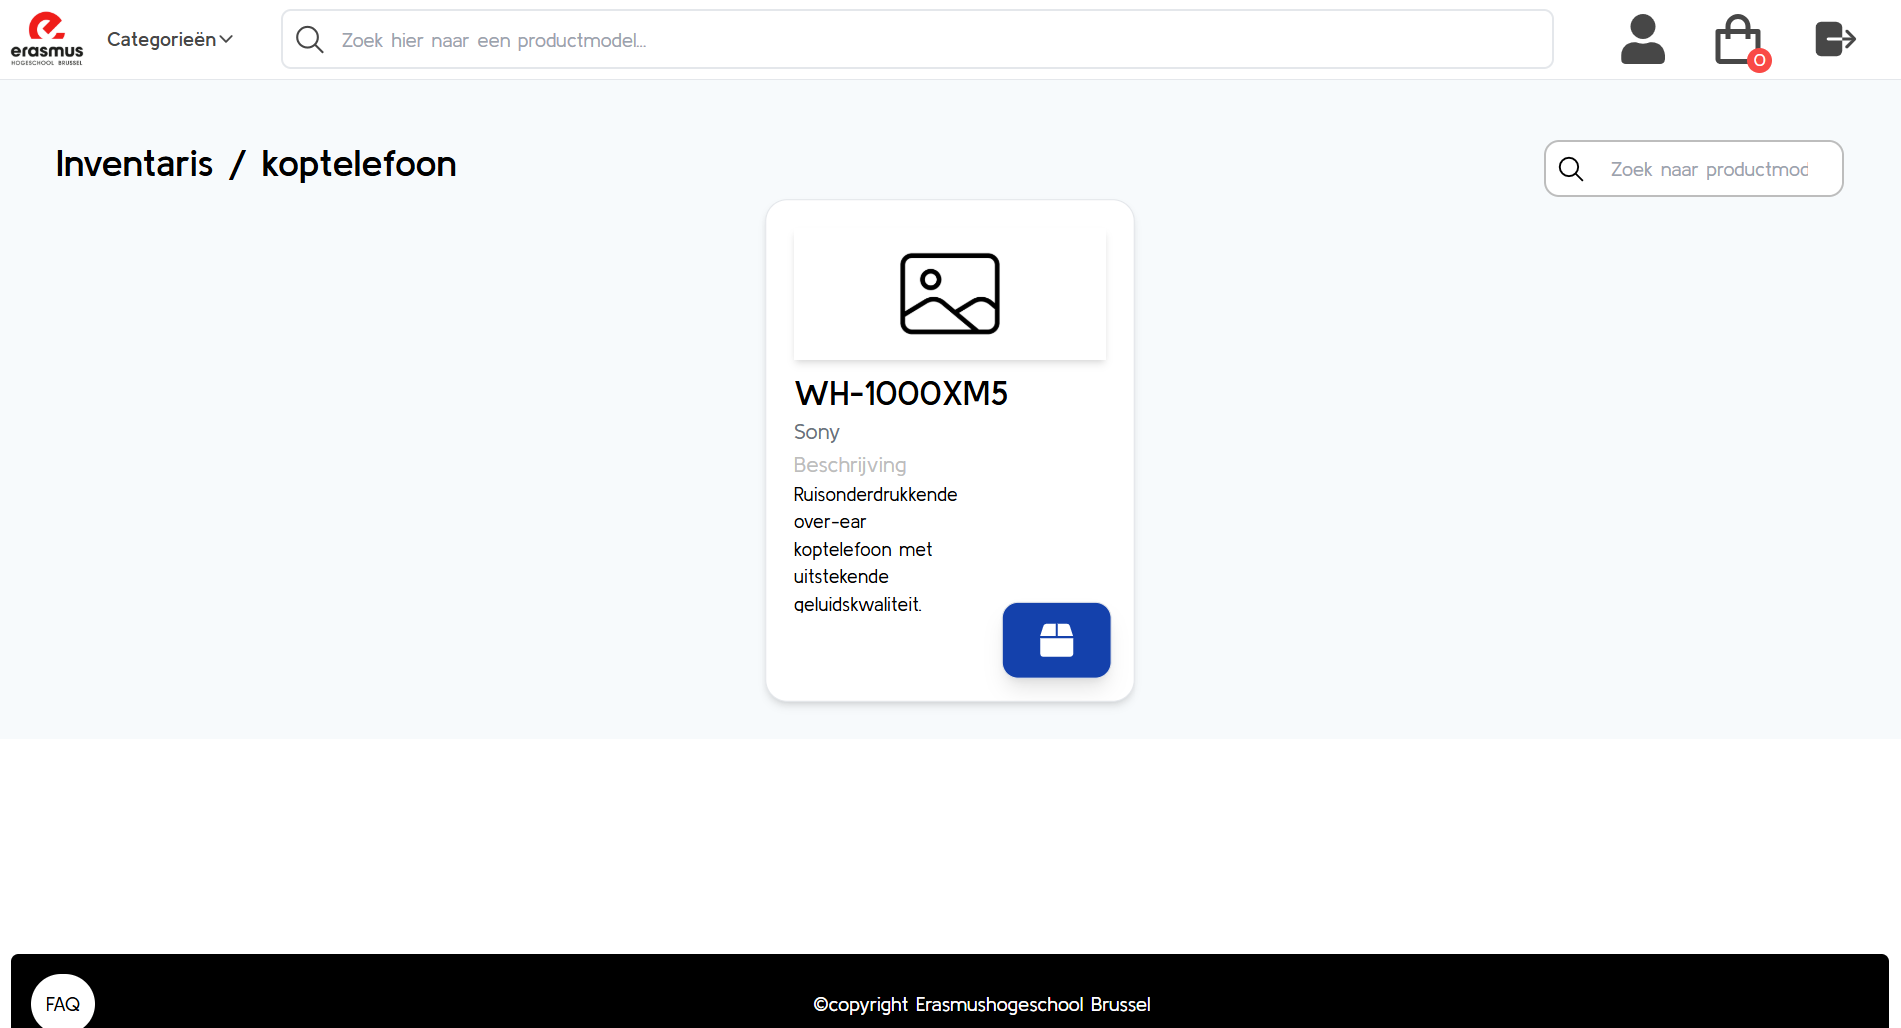 erasmus
HOGESCHOOL BRUSSEL
Categorieën
Zoek hier naar een productmodel...
0
Inventaris / koptelefoon
Zoek naar productmod
WH-1000XM5
Sony
Beschrijving
Ruisonderdrukkende
over-ear
koptelefoon met
uitstekende
geluidskwaliteit.
FAQ
©copyright Erasmushogeschool Brussel